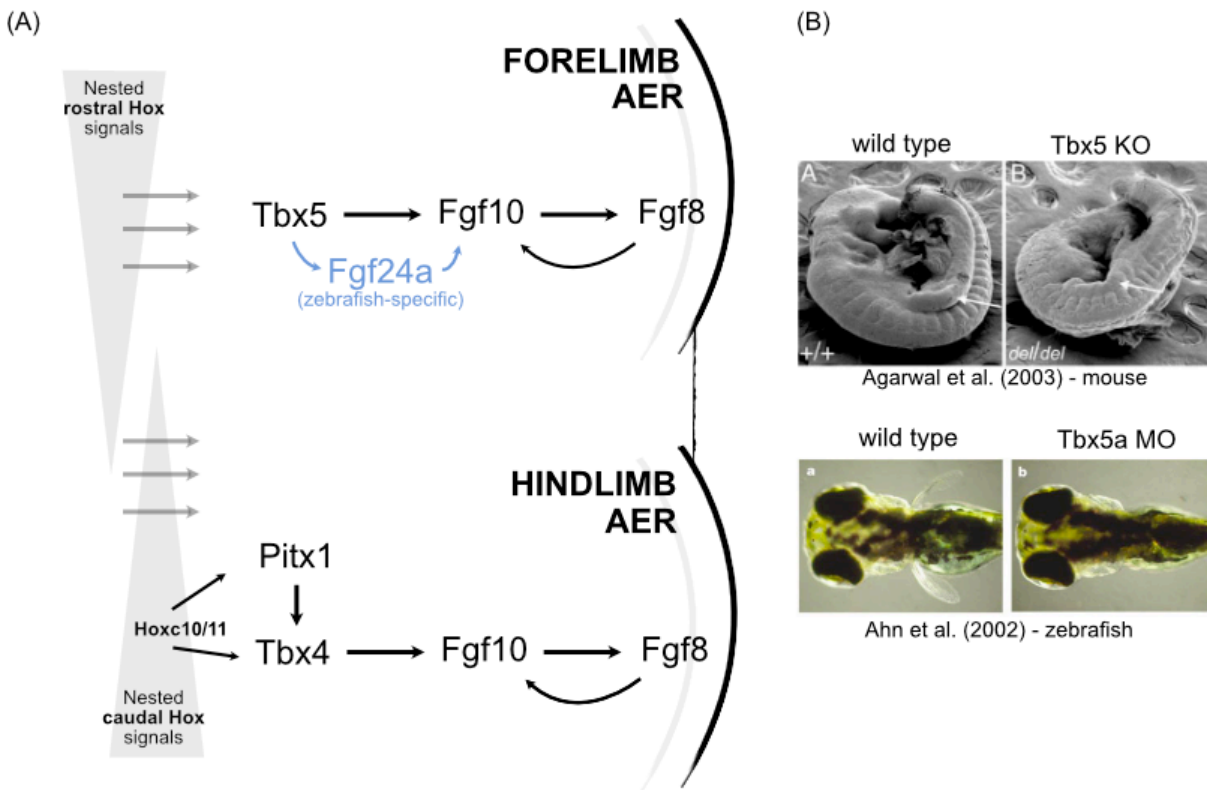 (A)
Nested
rostral Hox
signals
FORELIMB
AER
Tbx5
Fgf10
Fgf8
Fgf24a
(zebrafish-specific)
HINDLIMB
AER
Pitx1
Hoxc10/11
Tbx4
Fgf10
Fgf8
Nested
caudal Hox
signals
(B)
wild type
Tbx5 KO
A
B
+/+
del/del
Agarwal et al. (2003) - mouse
wild type
Tbx5a MO
a
b
Ahn et al. (2002) - zebrafish